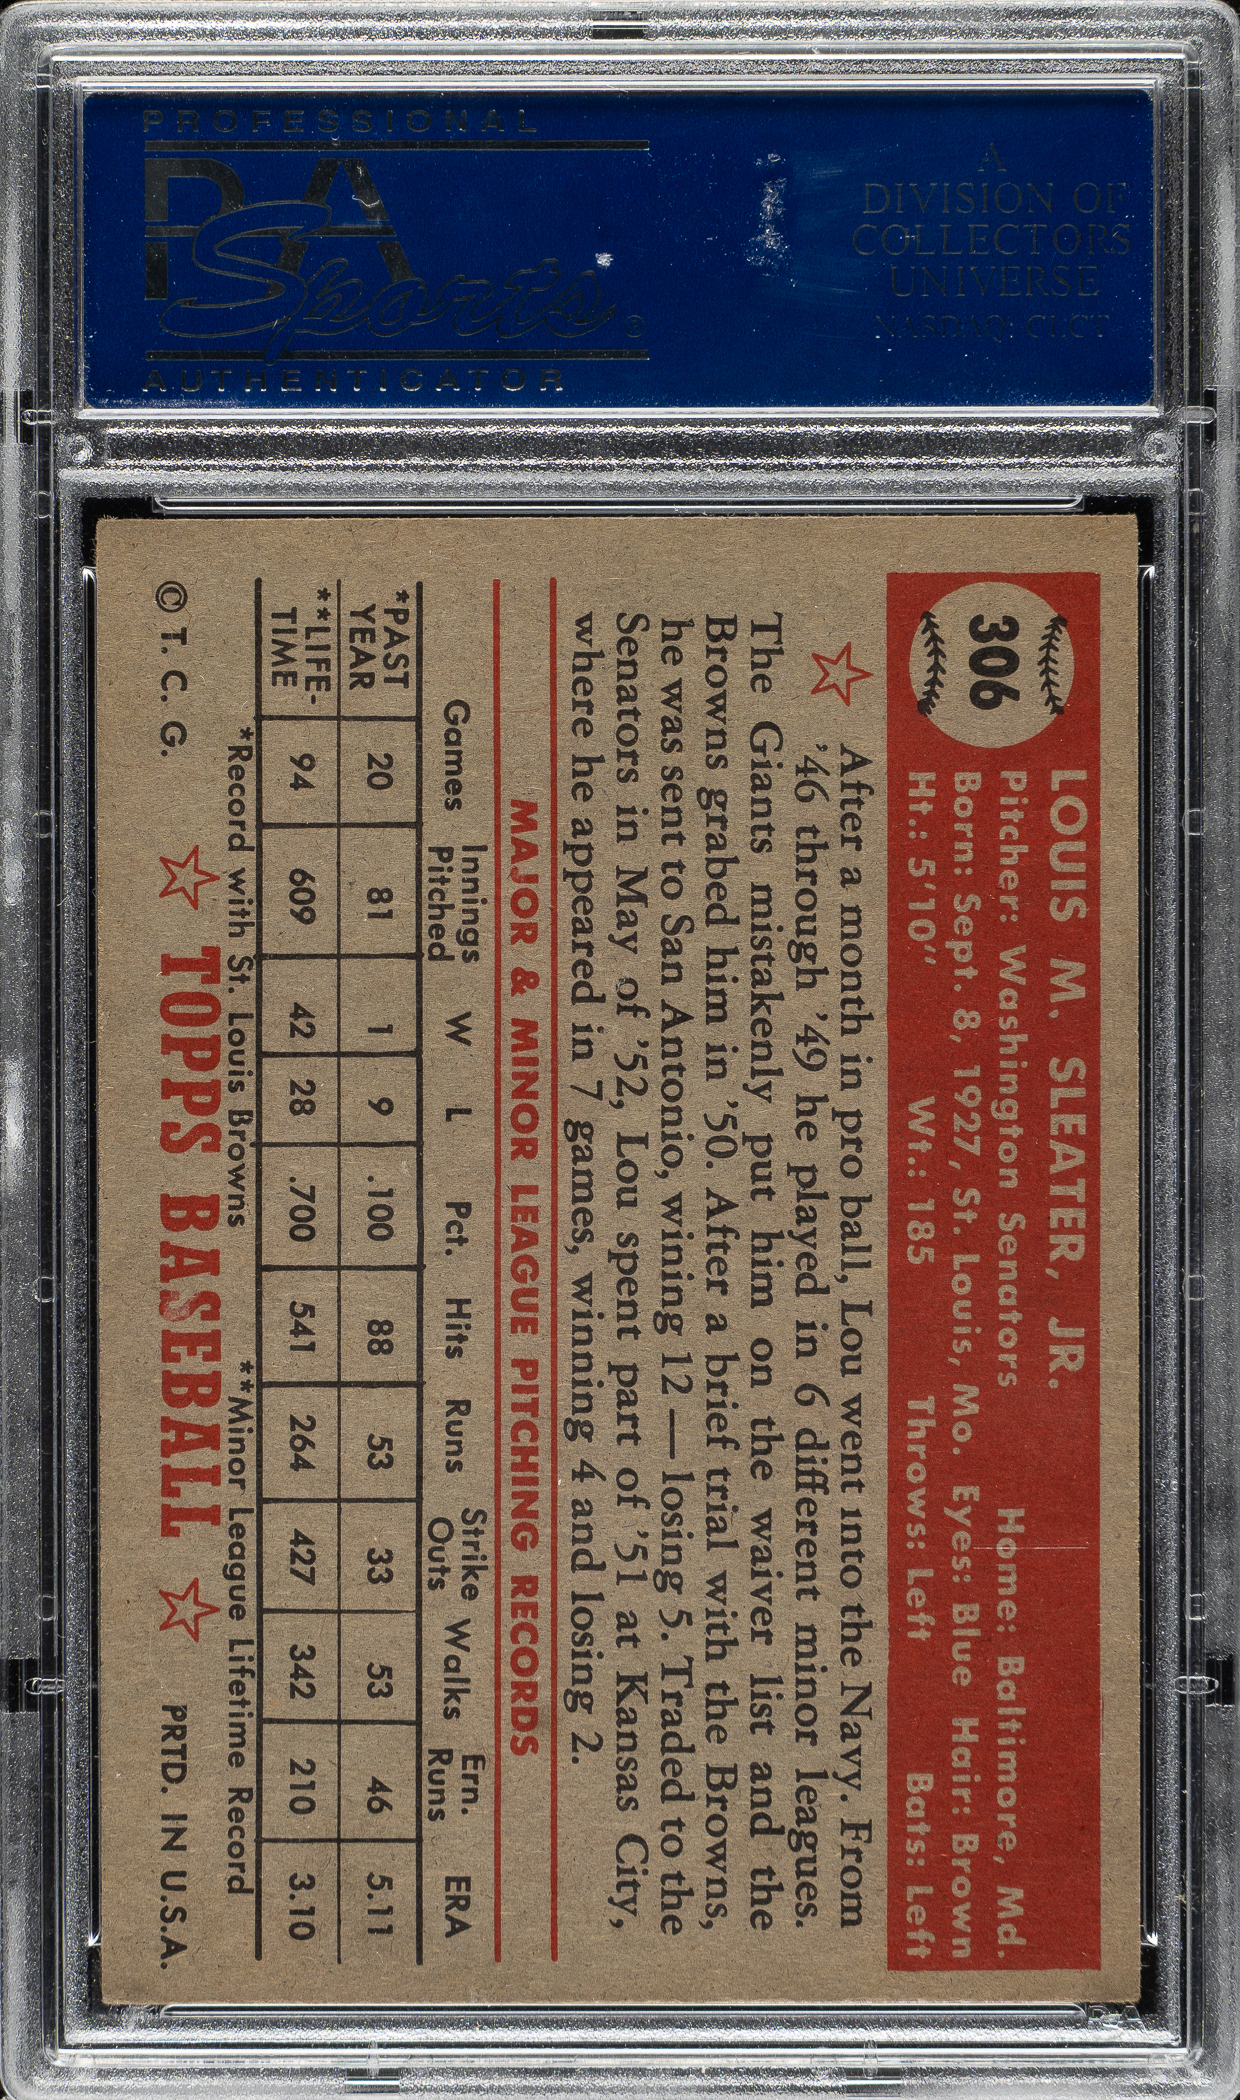 PROFESSIONAL
PSA
Sports®
AUTHENTICATOR
A
DIVISION OF
COLLECTORS
UNIVERSE
NASDAQ: CLCT
306
LOUIS M. SLEATER, JR.
Pitcher: Washington Senators Home: Baltimore, Md.
Born: Sept. 8, 1927, St. Louis, Mo. Eyes: Blue Hair: Brown
Ht.: 5'10" Wt.: 185 Throws: Left Bats: Left
After a month in pro ball, Lou went into the Navy. From
'46 through '49 he played in 6 different minor leagues.
The Giants mistakenly put him on the waiver list and the
Browns grabed him in '50. After a brief trial with the Browns,
he was sent to San Antonio, wining 12—losing 5. Traded to the
Senators in May of '52, Lou spent part of '51 at Kansas City,
where he appeared in 7 games, winning 4 and losing 2.
MAJOR & MINOR LEAGUE PITCHING RECORDS
Games Innings Pitched W L Pct. Hits Runs Strike Outs Walks Ern. Runs ERA
*PAST YEAR 20 81 1 9 .100 88 53 33 53 46 5.11
**LIFE-TIME 94 609 42 28 .700 541 264 427 342 210 3.10
*Record with St. Louis Browns **Minor League Lifetime Record
© T. C. G. TOPPS BASEBALL PRTD. IN U.S.A.